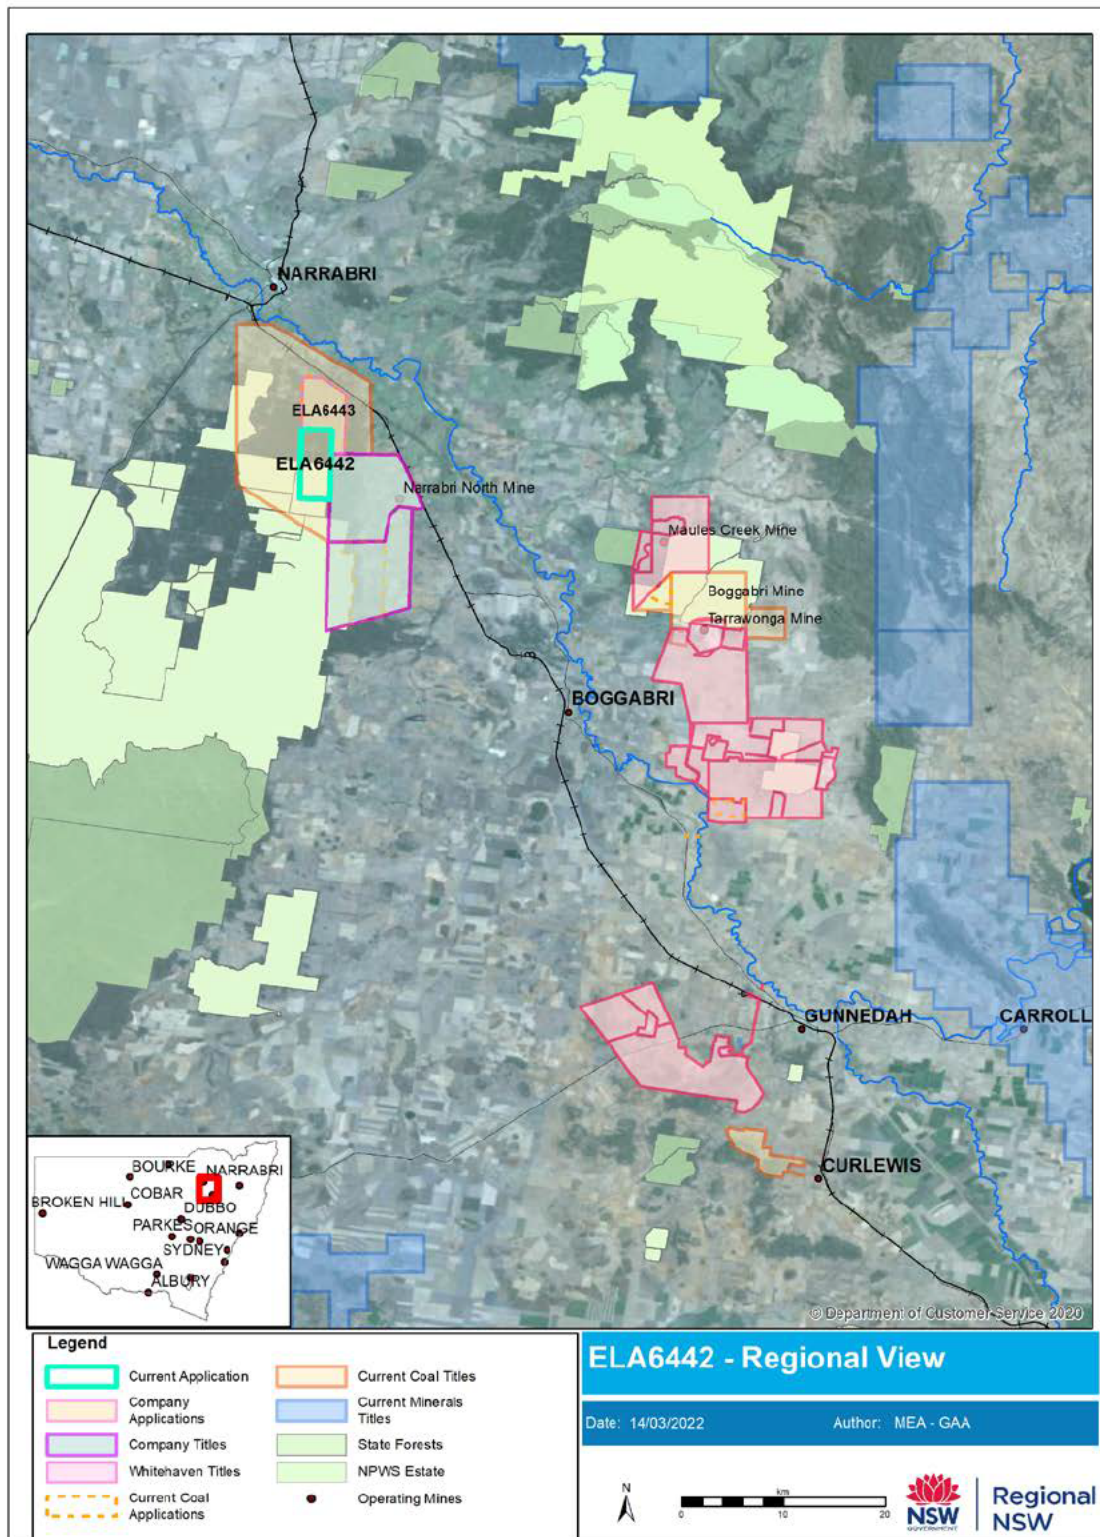 NARRABRI
ELA6443
ELA6442
Narrabri North Mine
Maules Creek Mine
Boggabri Mine
Tarrawonga Mine
BOGGABRI
GUNNEDAH
CARROLL
CURLEWIS
BOURKE
NARRABRI
COBAR
BROKEN HILL
DUBBO
PARKES
ORANGE
SYDNEY
WAGGA WAGGA
ALBURY
© Department of Customer Service 2020
Legend
Current Application
Company
Applications
Company Titles
Whitehaven Titles
Current Coal
Applications
Current Coal Titles
Current Minerals
Titles
State Forests
NPWS Estate
Operating Mines
ELA6442 - Regional View
Date: 14/03/2022 Author: MEA - GAA
N
km
0 10 20
NSW
GOVERNMENT
Regional
NSW